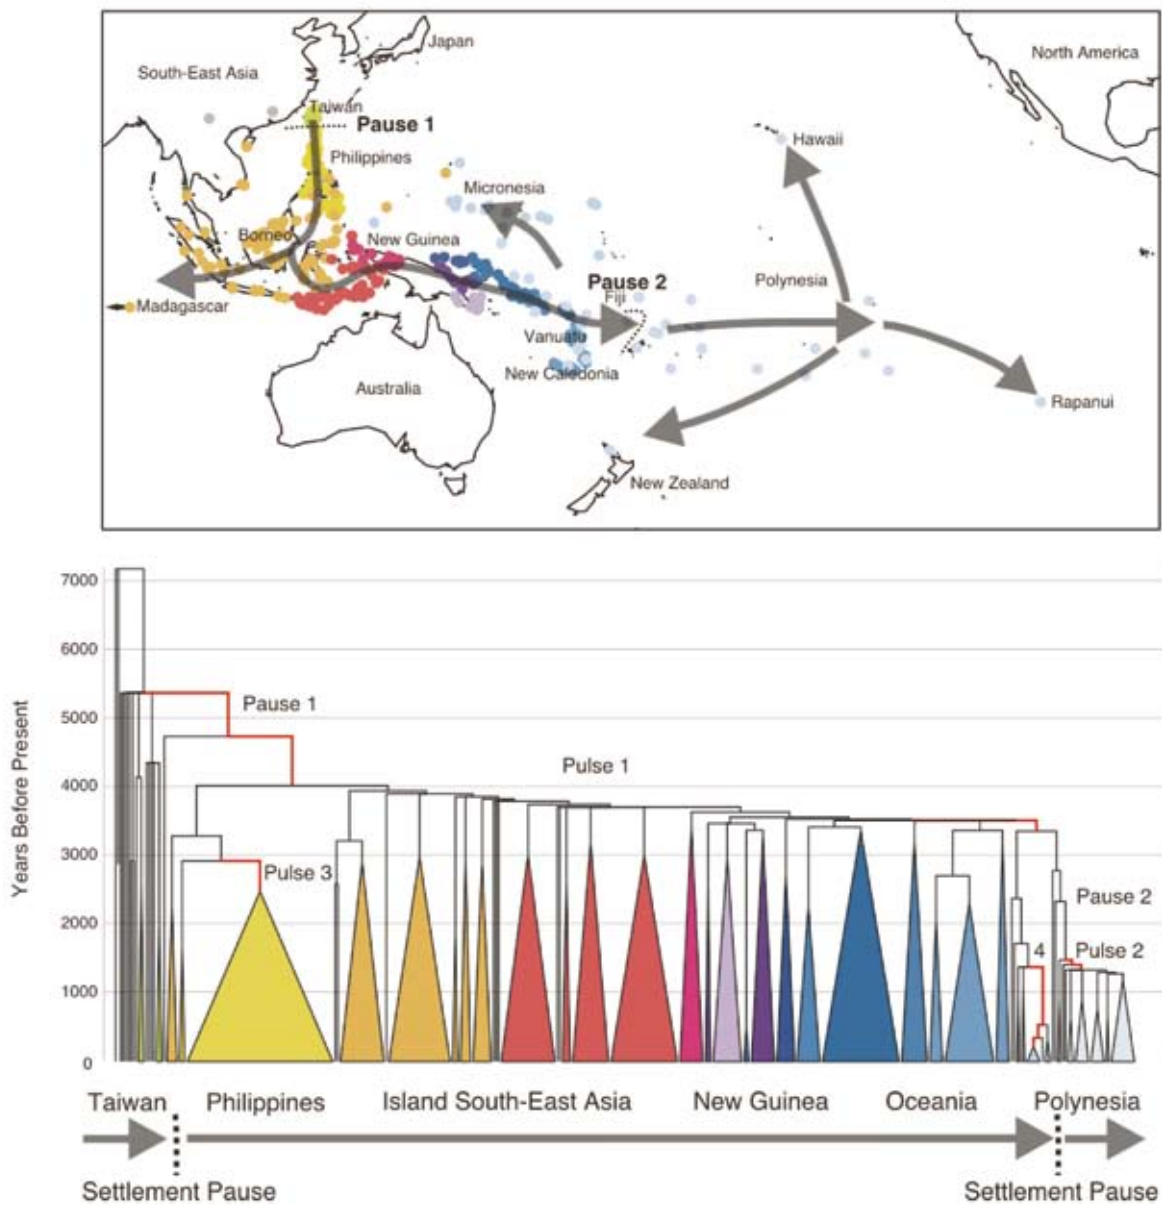 Japan
North America
South-East Asia
Taiwan
Pause 1
Hawaii
Philippines
Micronesia
Borneo
New Guinea
Pause 2
Polynesia
Fiji
Madagascar
Vanuatu
New Caledonia
Australia
Rapanui
New Zealand
7000
6000
5000
4000
3000
2000
1000
0
Years Before Present
Pause 1
Pulse 1
Pulse 3
Pause 2
4
Pulse 2
Taiwan Philippines Island South-East Asia New Guinea Oceania Polynesia
Settlement Pause Settlement Pause